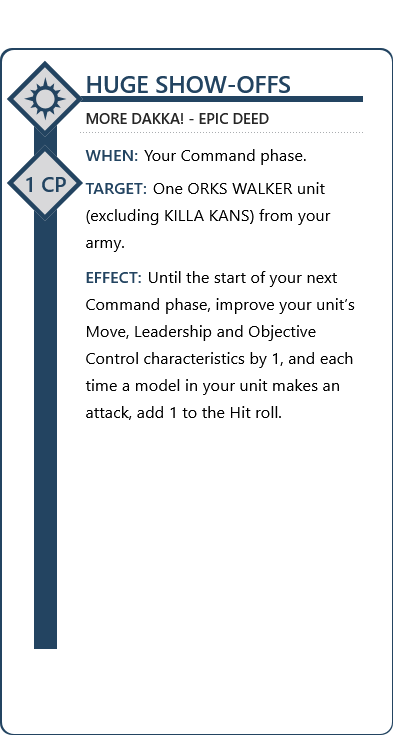 HUGE SHOW-OFFS
MORE DAKKA! - EPIC DEED
WHEN: Your Command phase.
1 CP
TARGET: One ORKS WALKER unit
(excluding KILLA KANS) from your
army.
EFFECT: Until the start of your next
Command phase, improve your unit’s
Move, Leadership and Objective
Control characteristics by 1, and each
time a model in your unit makes an
attack, add 1 to the Hit roll.